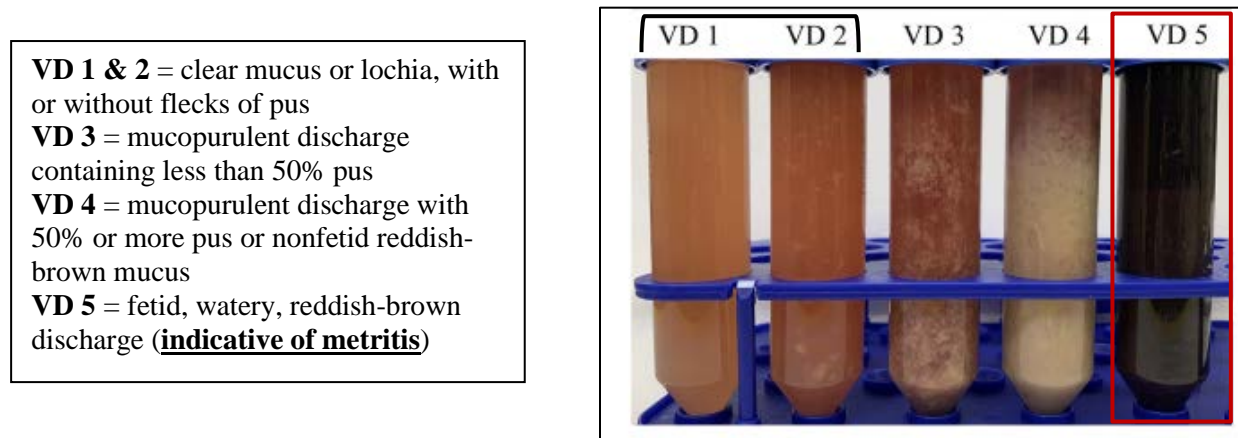 VD 1 & 2 = clear mucus or lochia, with
or without flecks of pus
VD 3 = mucopurulent discharge
containing less than 50% pus
VD 4 = mucopurulent discharge with
50% or more pus or nonfetid reddish-
brown mucus
VD 5 = fetid, watery, reddish-brown
discharge (indicative of metritis)
VD 1 VD 2 VD 3 VD 4 VD 5